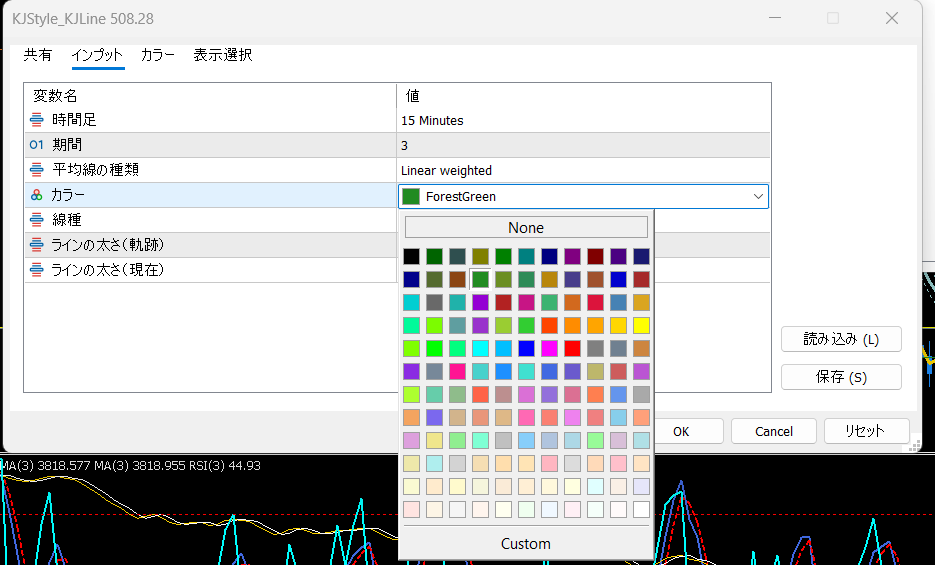 KJStyle_KJLine 508.28
共有 インプット カラー 表示選択
変数名 値
時間足 15 Minutes
01 期間 3
平均線の種類 Linear weighted
カラー ForestGreen
線種 None
ラインの太さ(軌跡)
ラインの太さ(現在)
読み込み (L)
保存 (S)
OK Cancel リセット
MA(3) 3818.577 MA(3) 3818.955 RSI(3) 44.93
Custom